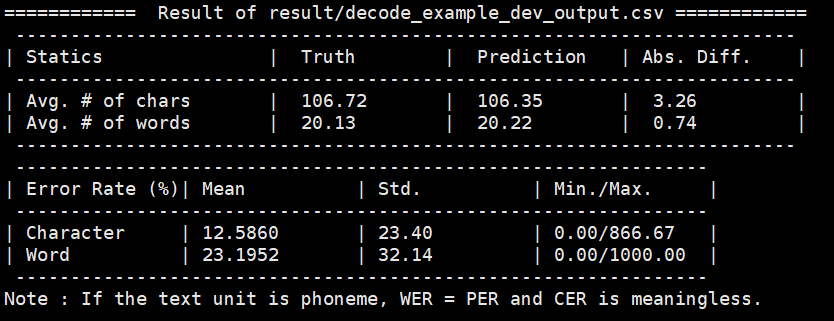 ============  Result of result/decode_example_dev_output.csv ============
 -----------------------------------------------------------------------
| Statics               |  Truth        |  Prediction   | Abs. Diff.    |
 -----------------------------------------------------------------------
| Avg. # of chars       |  106.72       |  106.35       |  3.26         |
| Avg. # of words       |  20.13        |  20.22        |  0.74         |
 -----------------------------------------------------------------------
 ---------------------------------------------------------------
| Error Rate (%)| Mean          | Std.          | Min./Max.     |
 ---------------------------------------------------------------
| Character     | 12.5860       | 23.40         | 0.00/866.67   |
| Word          | 23.1952       | 32.14         | 0.00/1000.00  |
 ---------------------------------------------------------------
Note : If the text unit is phoneme, WER = PER and CER is meaningless.